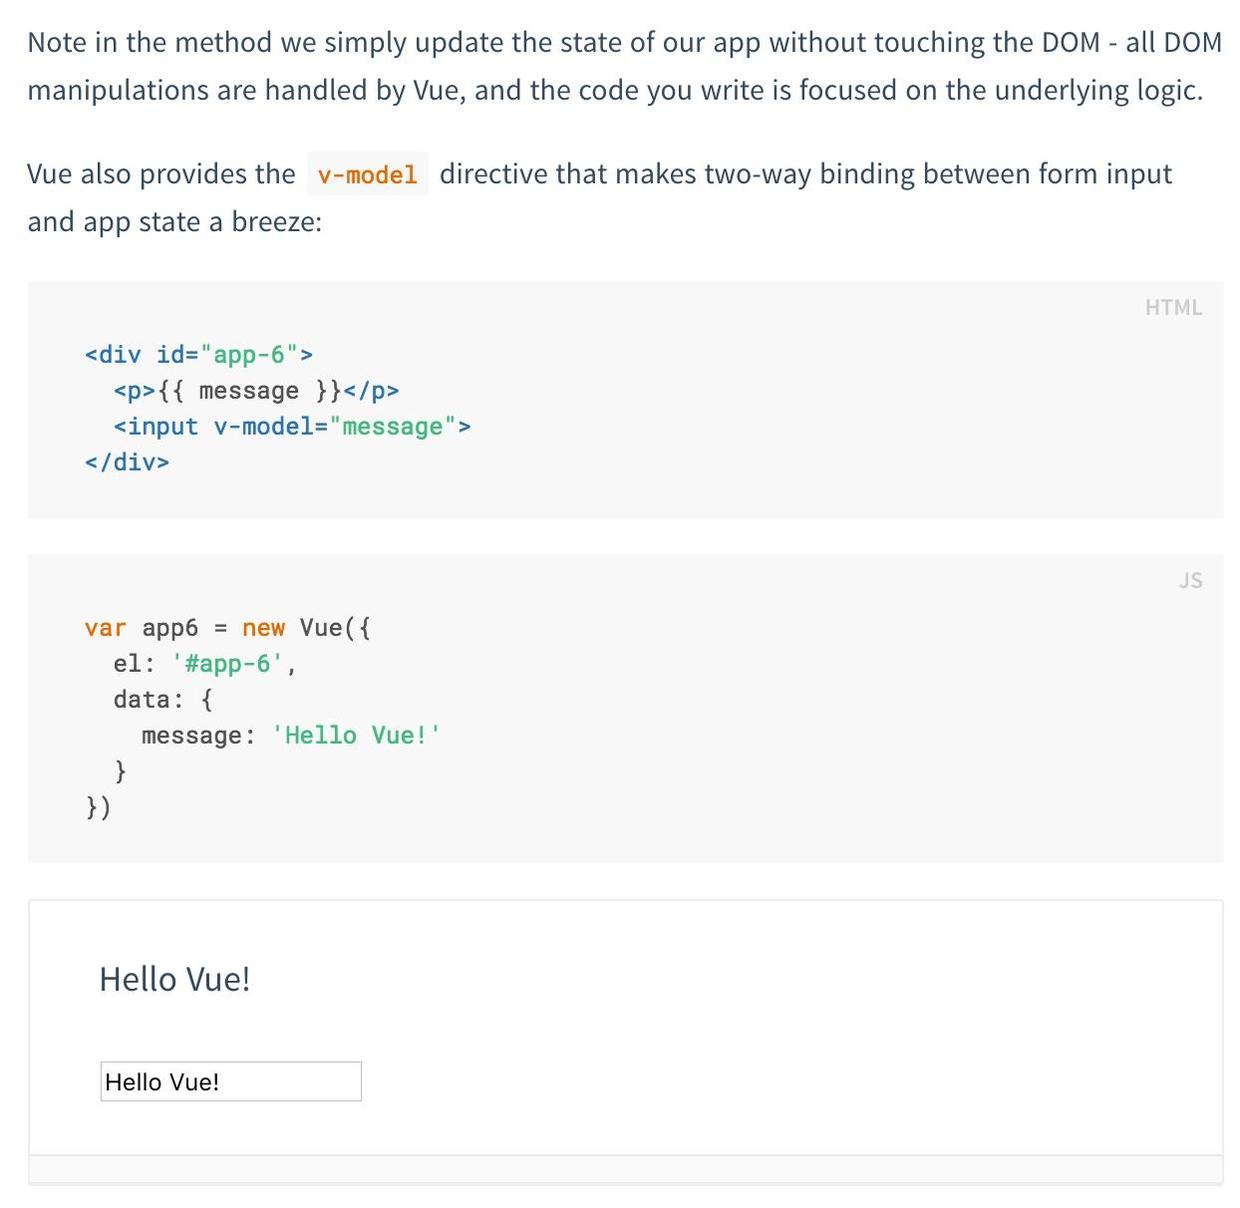 Note in the method we simply update the state of our app without touching the DOM - all DOM
manipulations are handled by Vue, and the code you write is focused on the underlying logic.
Vue also provides the v-model directive that makes two-way binding between form input
and app state a breeze:
HTML
<div id="app-6">
  <p>{{ message }}</p>
  <input v-model="message">
</div>
JS
var app6 = new Vue({
  el: '#app-6',
  data: {
    message: 'Hello Vue!'
  }
})
Hello Vue!
Hello Vue!